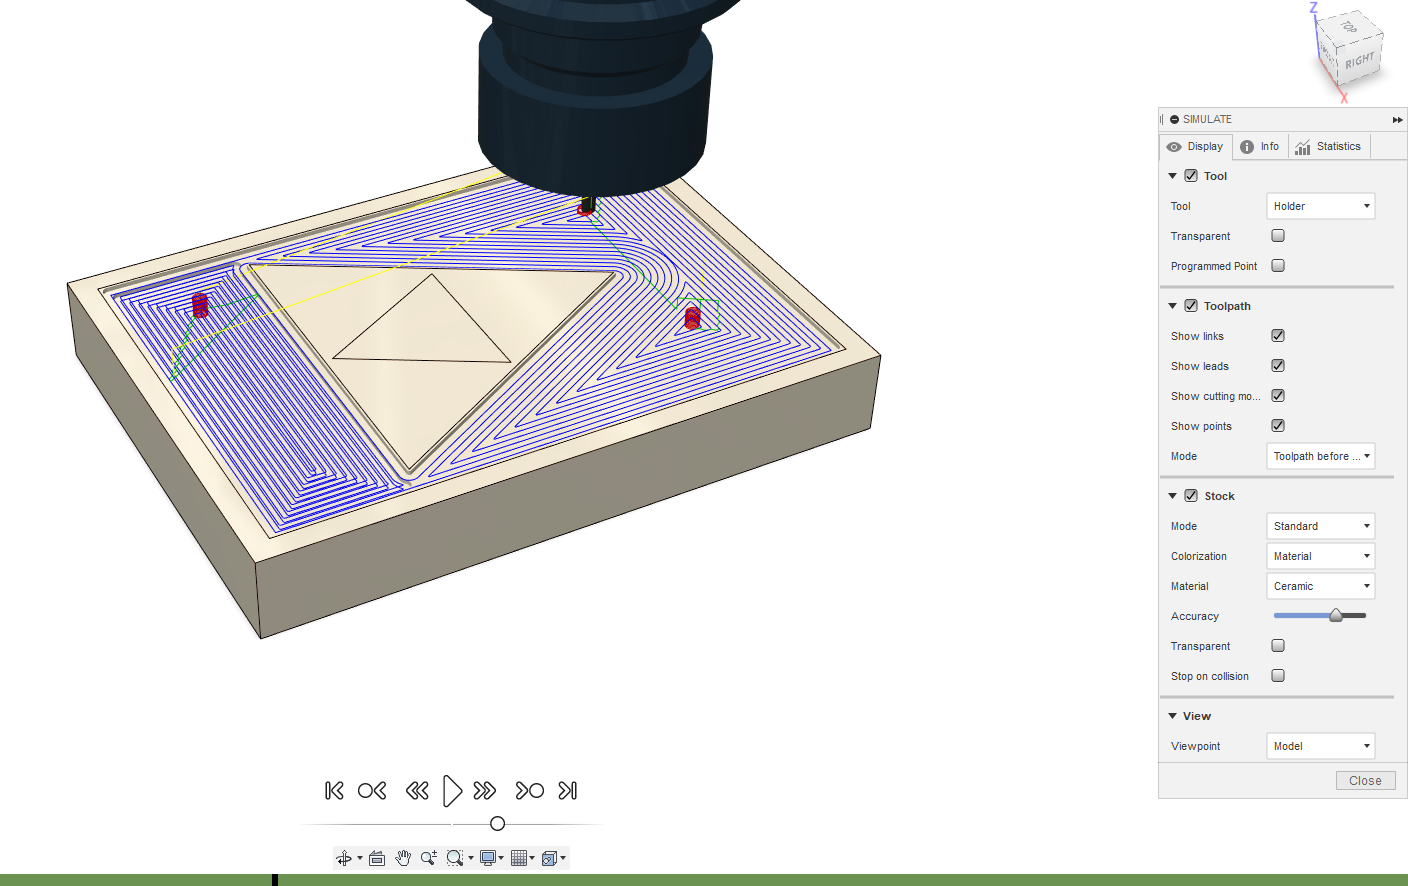 Z
TOP
RIGHT
X
SIMULATE
Display
Info
Statistics
Tool
Tool
Holder
Transparent
Programmed Point
Toolpath
Show links
Show leads
Show cutting mo...
Show points
Mode
Toolpath before ...
Stock
Mode
Standard
Colorization
Material
Material
Ceramic
Accuracy
Transparent
Stop on collision
View
Viewpoint
Model
Close